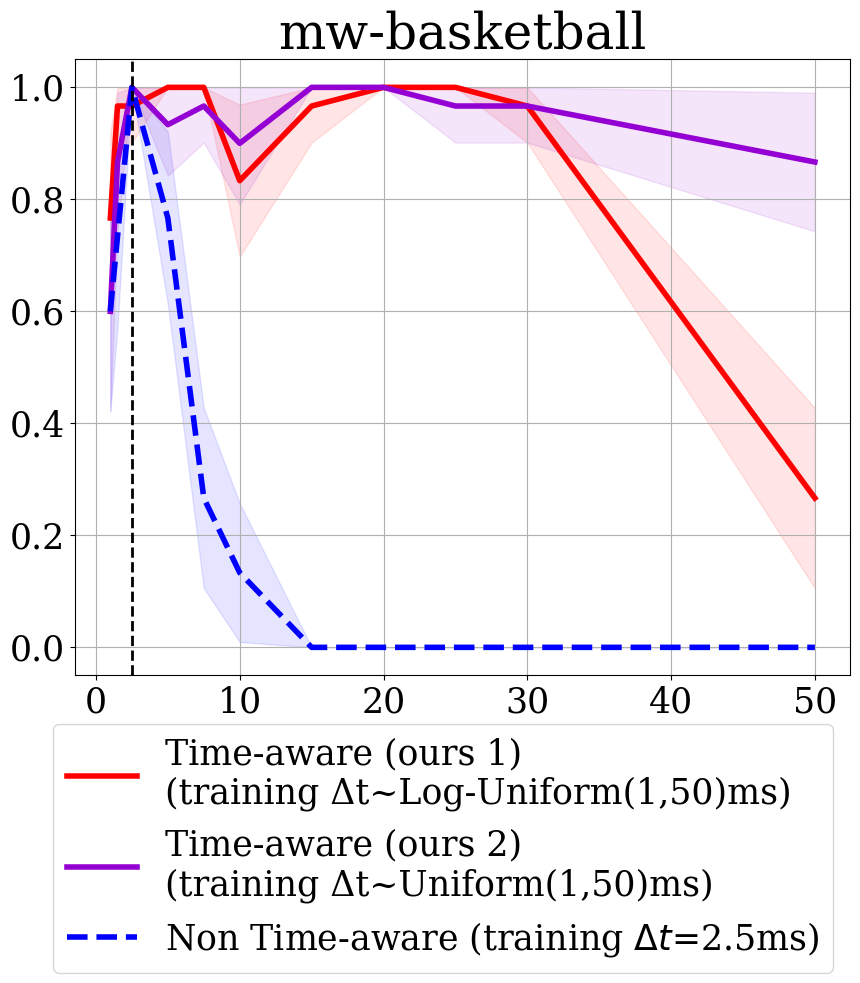 mw-basketball
1.0
0.8
0.6
0.4
0.2
0.0
0 10 20 30 40 50
Time-aware (ours 1)
(training Δt~Log-Uniform(1,50)ms)
Time-aware (ours 2)
(training Δt~Uniform(1,50)ms)
Non Time-aware (training Δt=2.5ms)